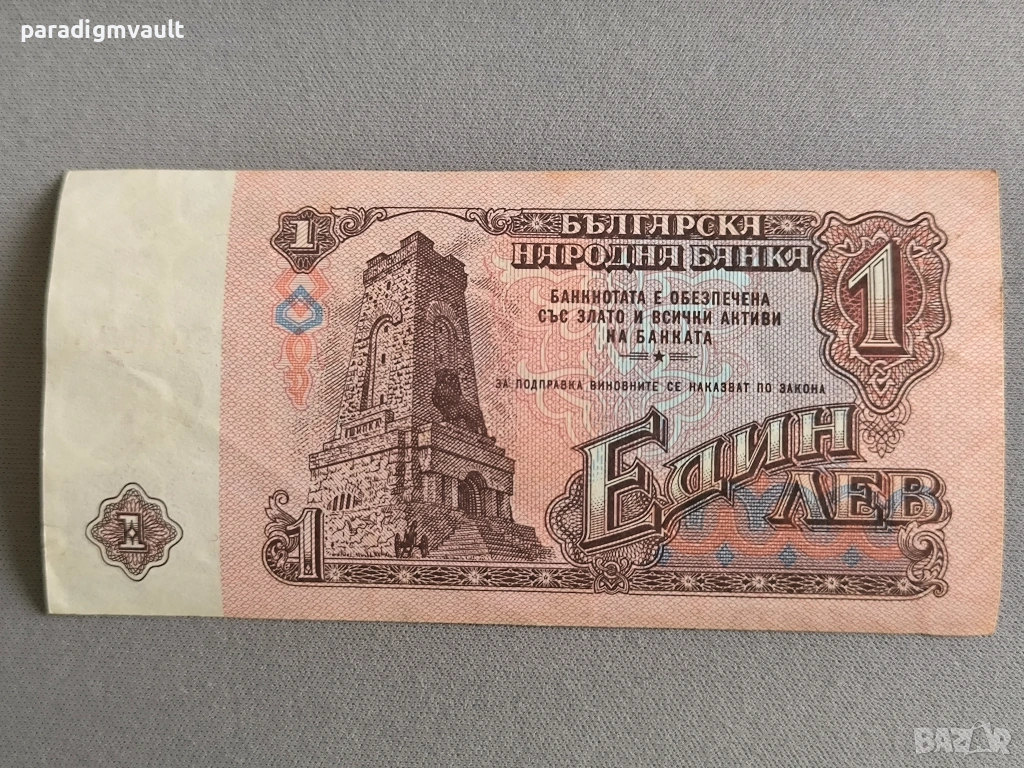 paradigmvault
1
БЪЛГАРСКА
НАРОДНА БАНКА
1
БАНКНОТАТА Е ОБЕЗПЕЧЕНА
СЪС ЗЛАТО И ВСИЧКИ АКТИВИ
НА БАНКАТА
ЗА ПОДПРАВКА ВИНОВНИТЕ СЕ НАКАЗВАТ ПО ЗАКОНА
ЕДИН
ЛЕВ
1
1
BAZAR